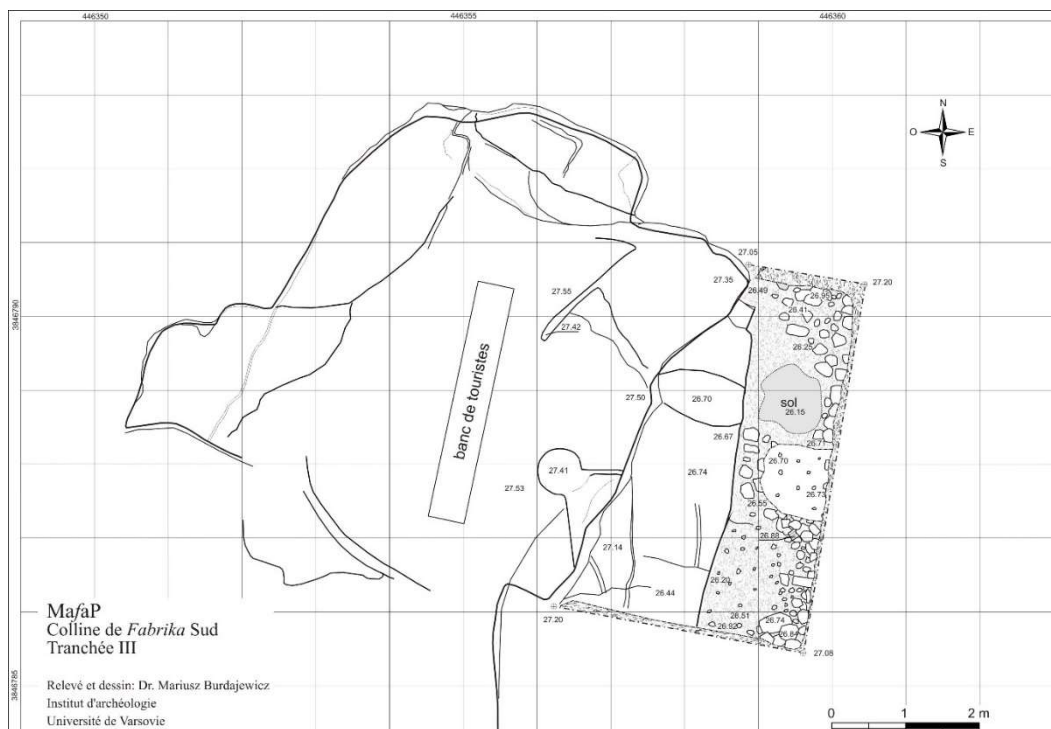 446350
446355
446360
N
O
E
S
27.05
27.20
27.35
26.49
26.95
27.55
26.41
3846790
27.42
26.25
27.50
26.70
sol
26.15
banc de touristes
26.67
26.71
26.70
27.41
26.74
26.73
27.53
26.55
26.88
27.14
26.20
26.44
27.20
26.51
26.74
26.92
26.84
27.08
MafaP
Colline de Fabrika Sud
Tranchée III
3846785
Relevé et dessin: Dr. Mariusz Burdajewicz
Institut d'archéologie
Université de Varsovie
0 1 2 m